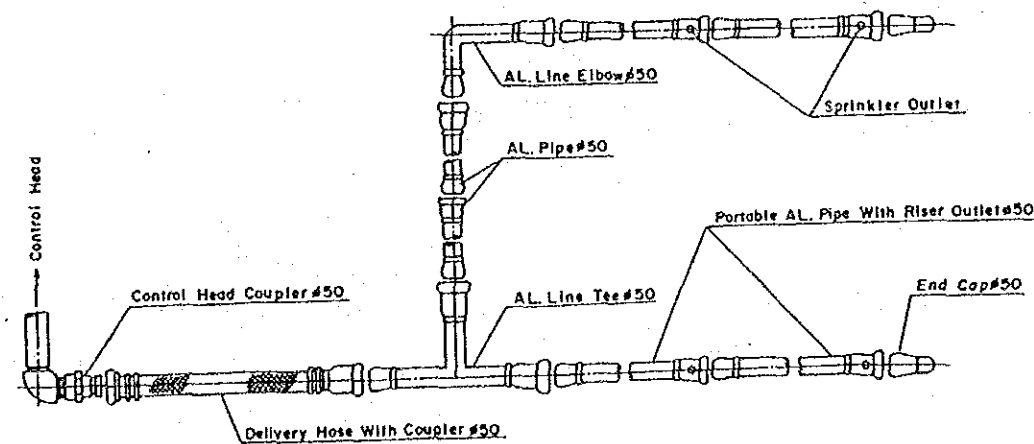 AL. Line Elbow ø50
Sprinkler Outlet
AL. Pipe ø50
Control Head
Portable AL. Pipe With Riser Outlet ø50
Control Head Coupler ø50
AL. Line Tee ø50
End Cap ø50
Delivery Hose With Coupler ø50